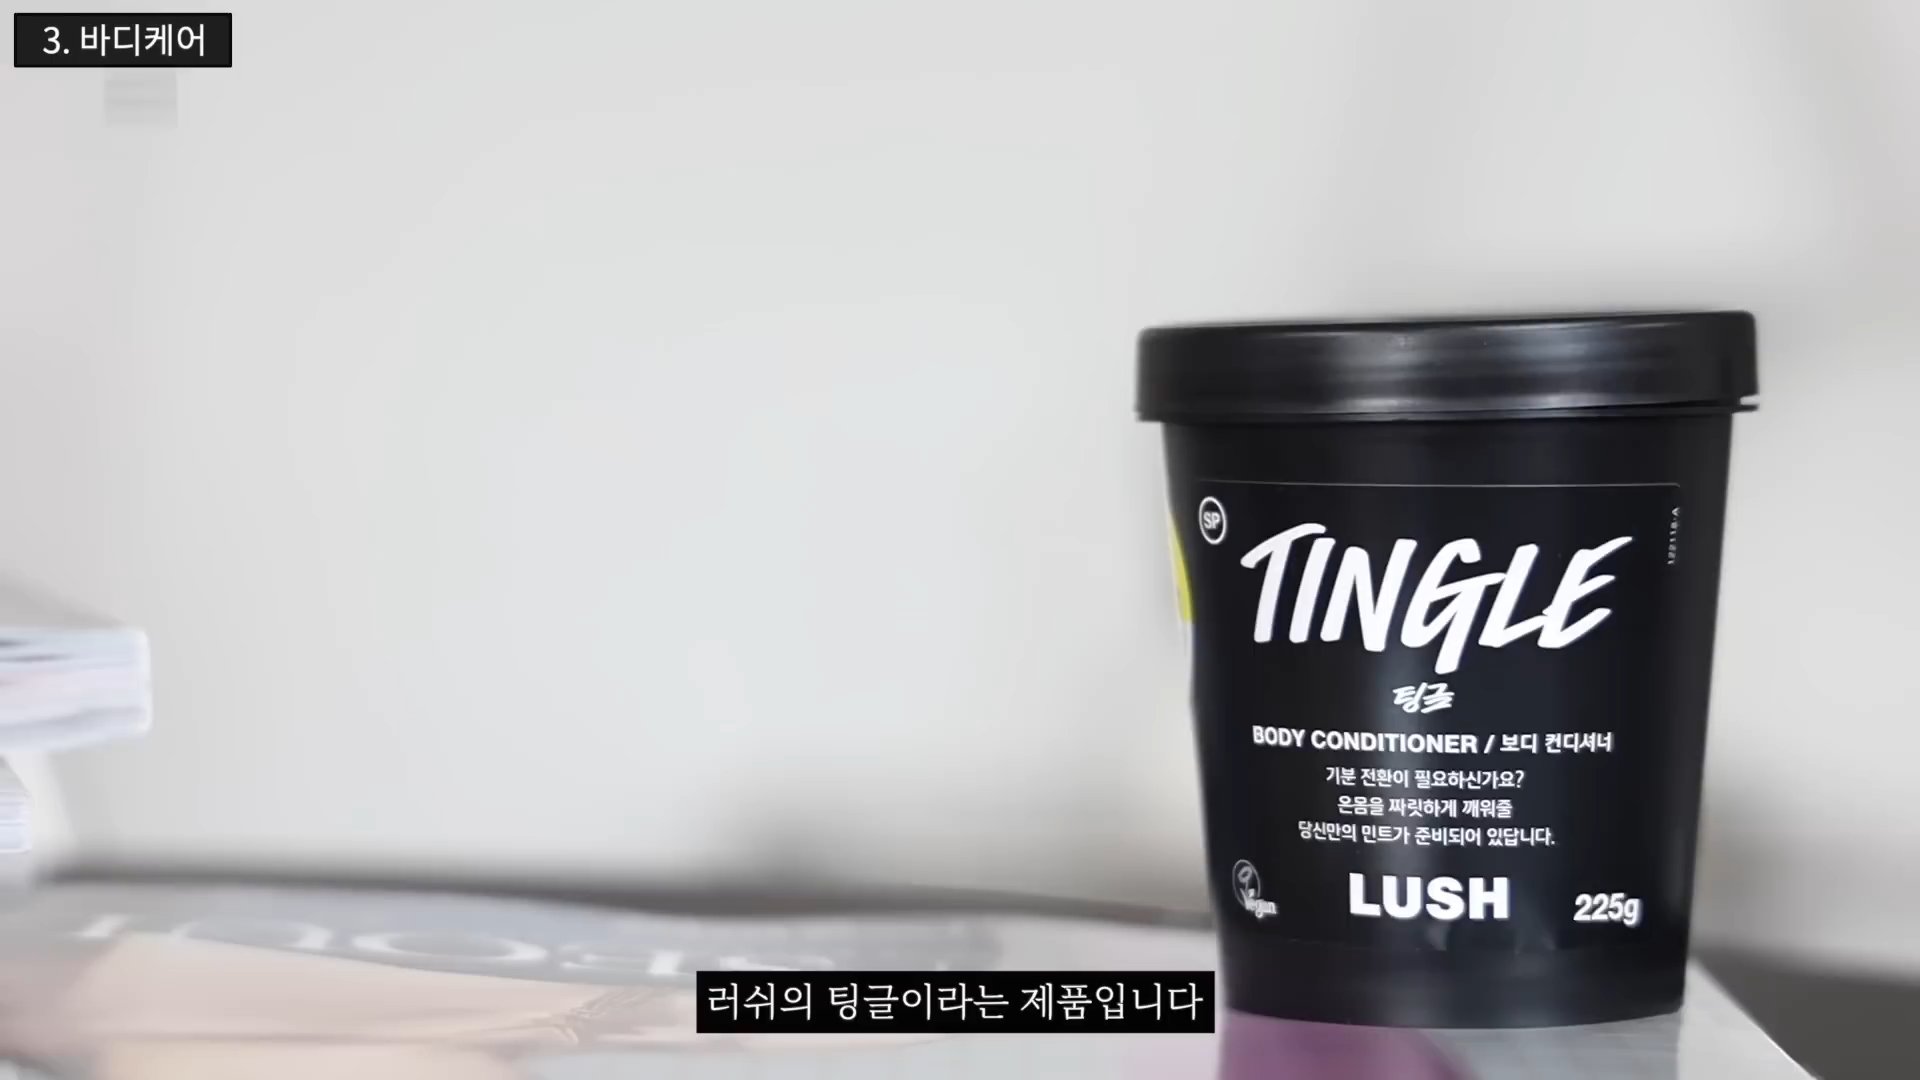 3. 바디케어
SP
122118-A
TINGLE
팅글
BODY CONDITIONER / 보디 컨디셔너
기분 전환이 필요하신가요?
온몸을 짜릿하게 깨워줄
당신만의 민트가 준비되어 있답니다.
Vegan
LUSH
225g
러쉬의 팅글이라는 제품입니다